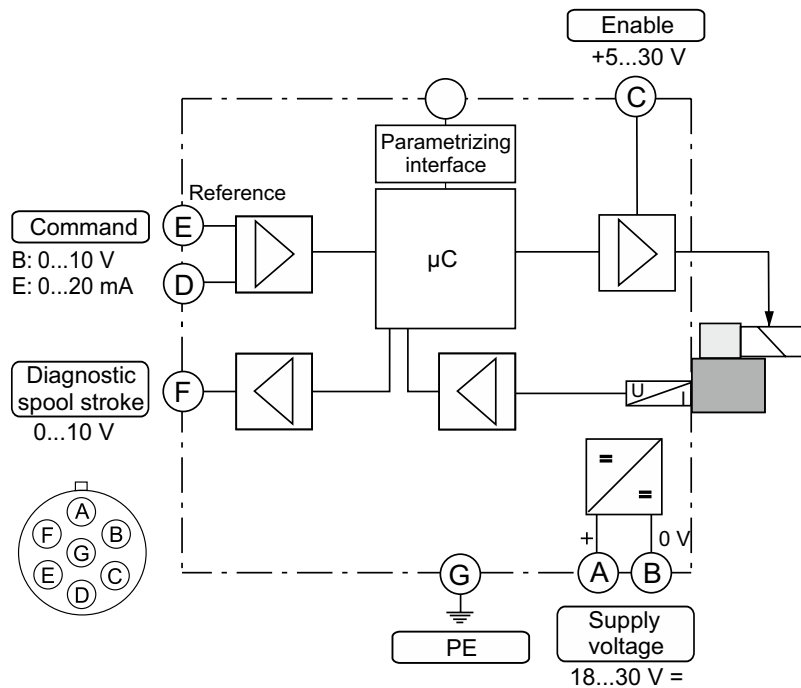 Enable
+5...30 V
C
Parametrizing
interface
Reference
Command
B: 0...10 V
E: 0...20 mA
E
D
µC
Diagnostic
spool stroke
0...10 V
F
U
I
=
=
+
0 V
A
F
B
G
E
C
D
G
A
B
PE
Supply
voltage
18...30 V =